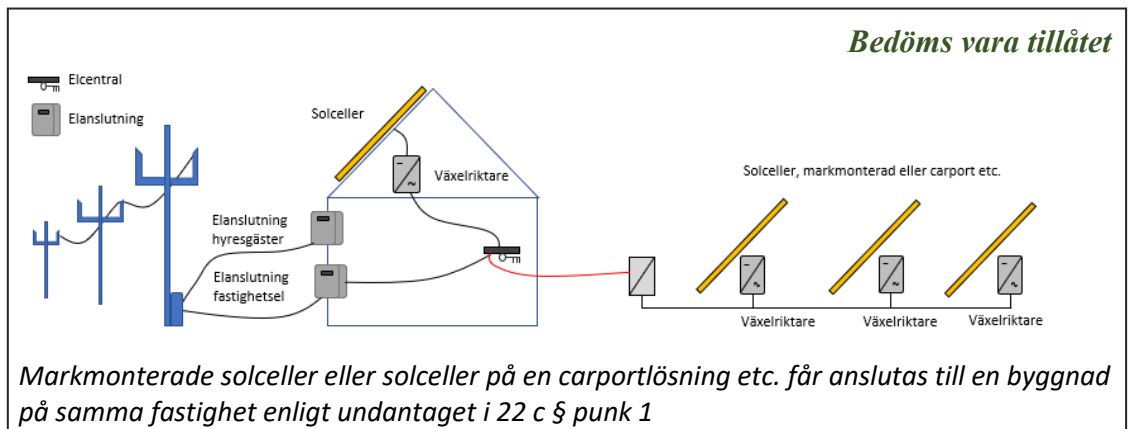 Bedöms vara tillåtet
Elcentral
Elanslutning
Solceller
Växelriktare
Solceller, markmonterad eller carport etc.
Elanslutning
hyresgäster
Elanslutning
fastighetsel
Växelriktare
Växelriktare
Växelriktare
Markmonterade solceller eller solceller på en carportlösning etc. får anslutas till en byggnad
på samma fastighet enligt undantaget i 22 c § punk 1